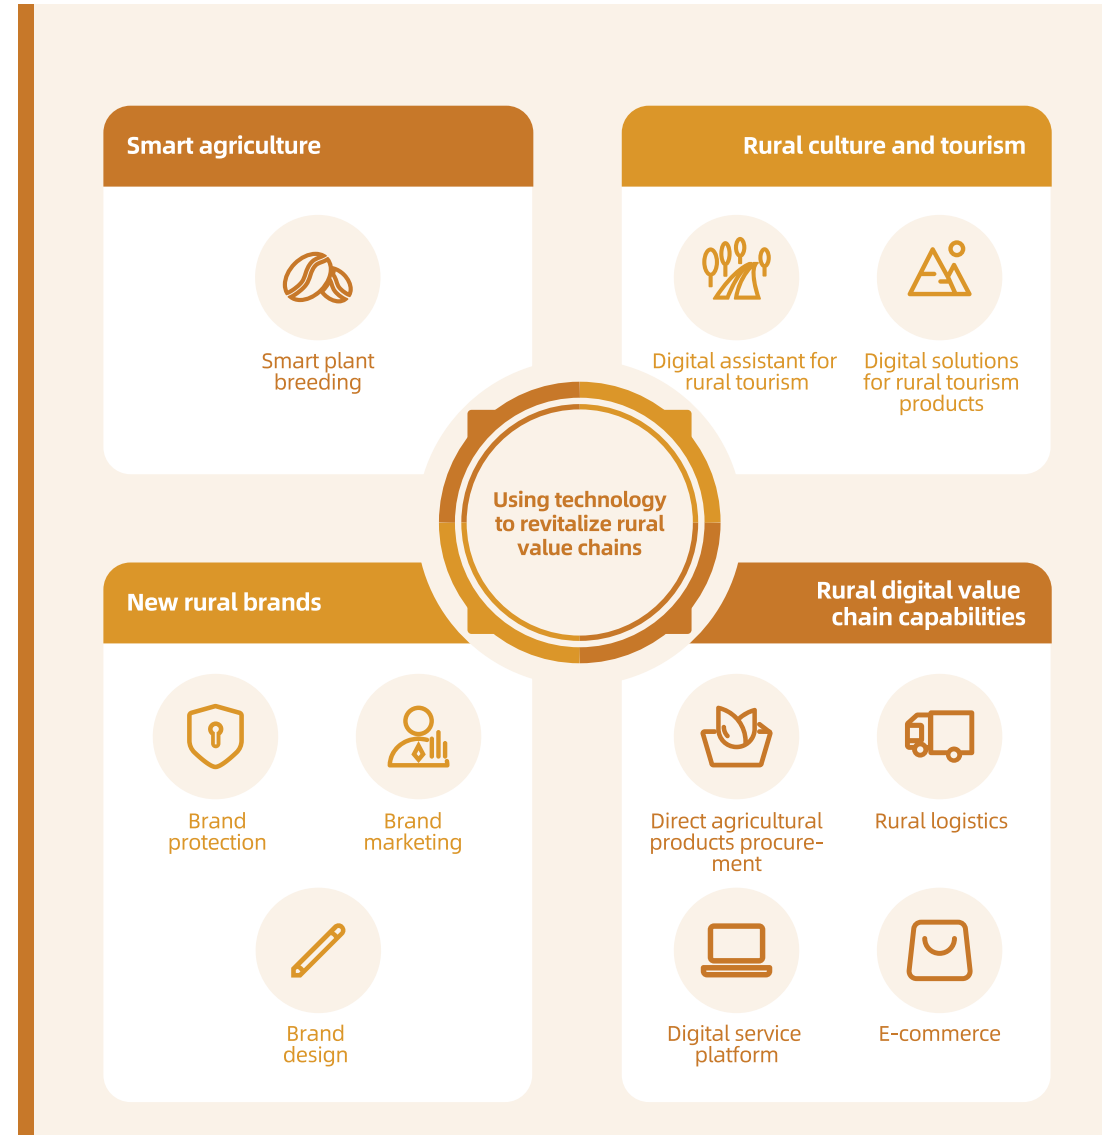 Smart agriculture
Rural culture and tourism
Smart plant
breeding
Digital assistant for
rural tourism
Digital solutions
for rural tourism
products
Using technology
to revitalize rural
value chains
New rural brands
Rural digital value
chain capabilities
Brand
protection
Brand
marketing
Brand
design
Direct agricultural
products procure-
ment
Rural logistics
Digital service
platform
E-commerce